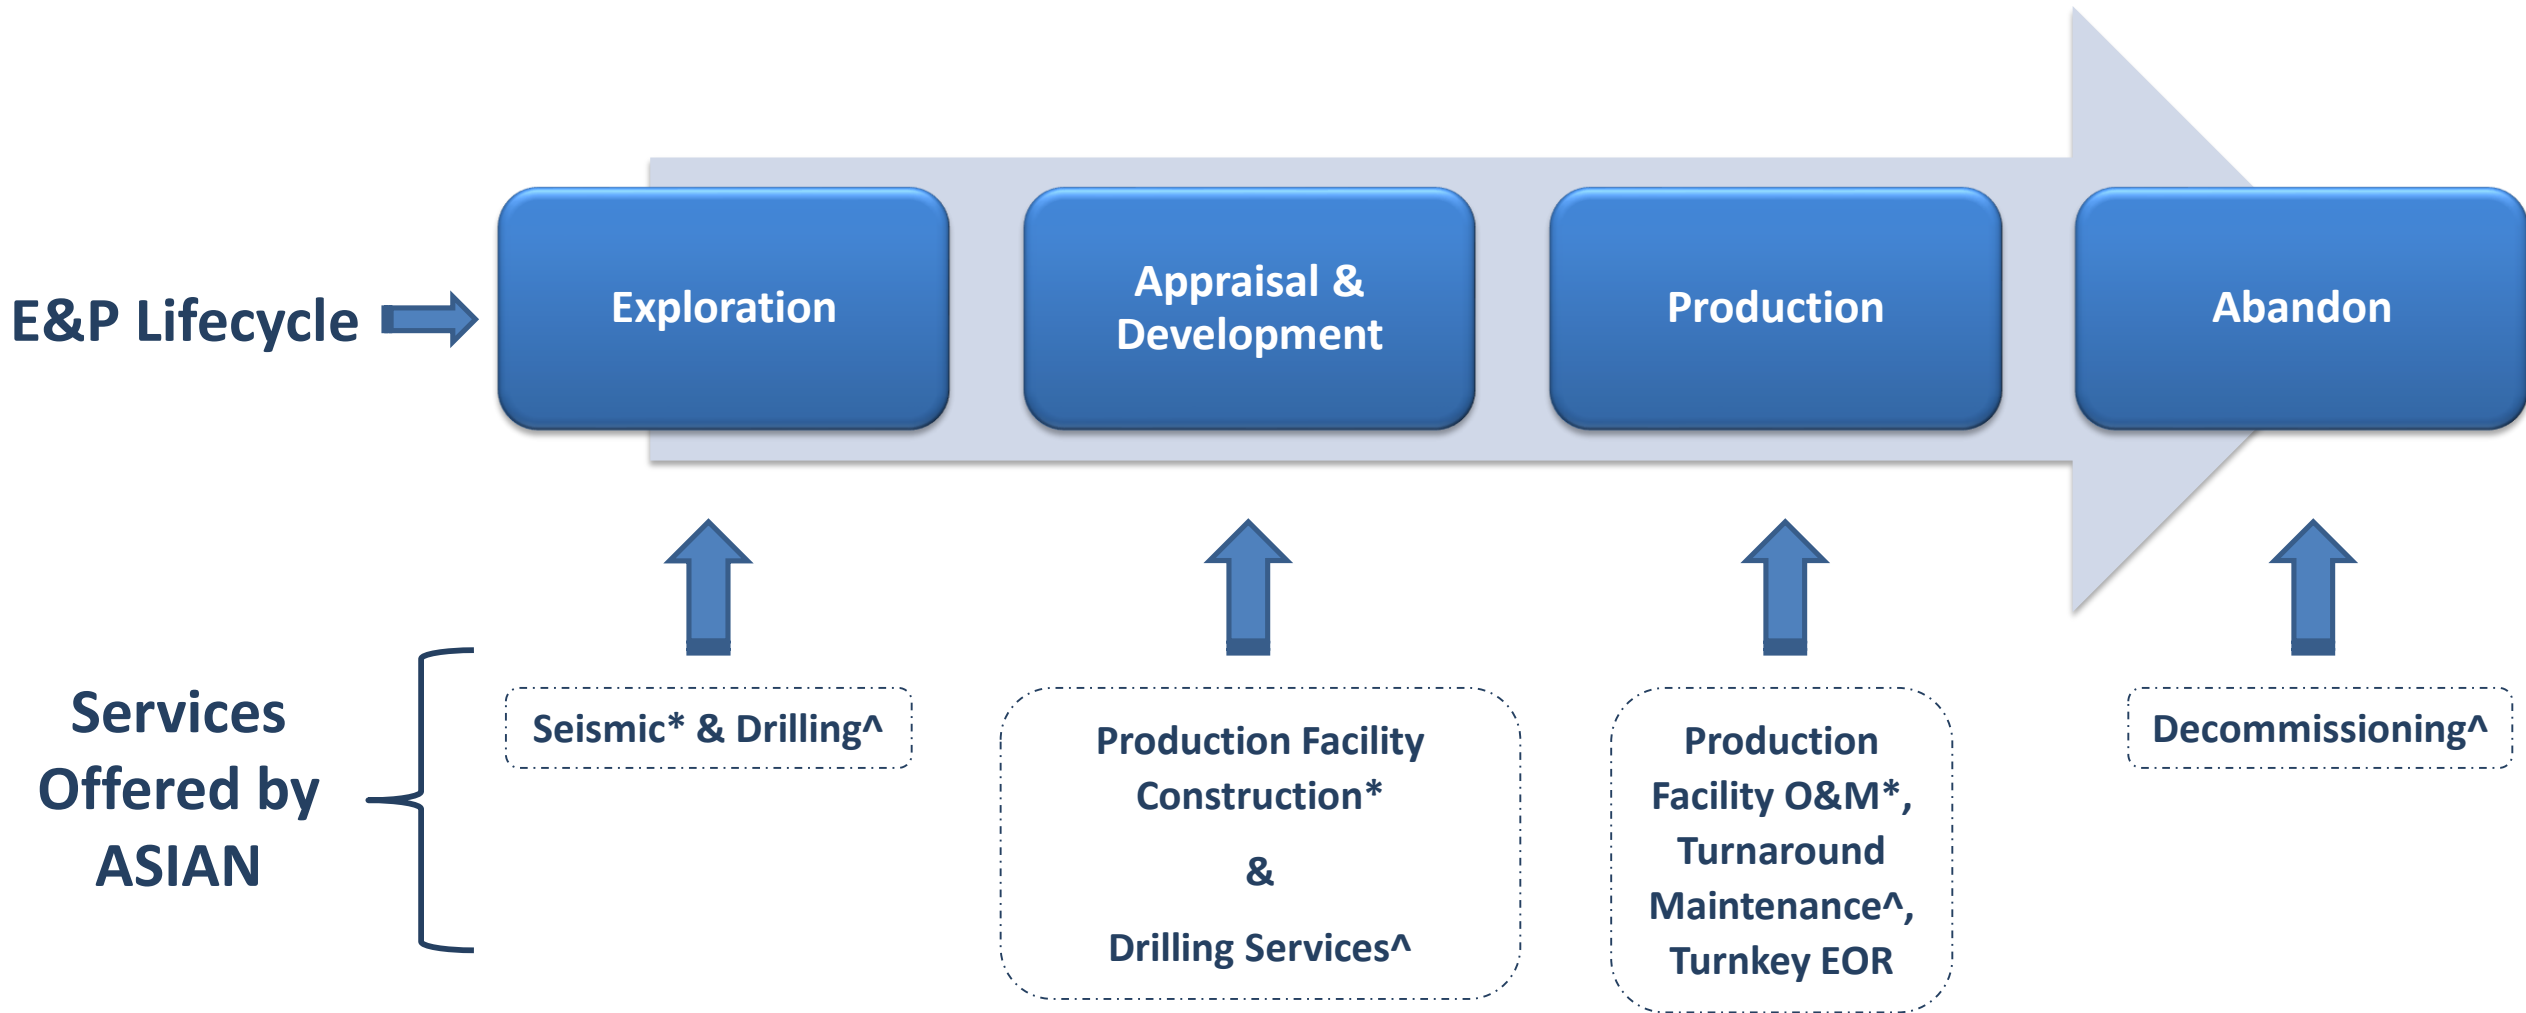 E&P Lifecycle
Exploration
Appraisal &
Development
Production
Abandon
Services
Offered by
ASIAN
Seismic* & Drilling^
Production Facility
Construction*
&
Drilling Services^
Production
Facility O&M*,
Turnaround
Maintenance^,
Turnkey EOR
Decommissioning^